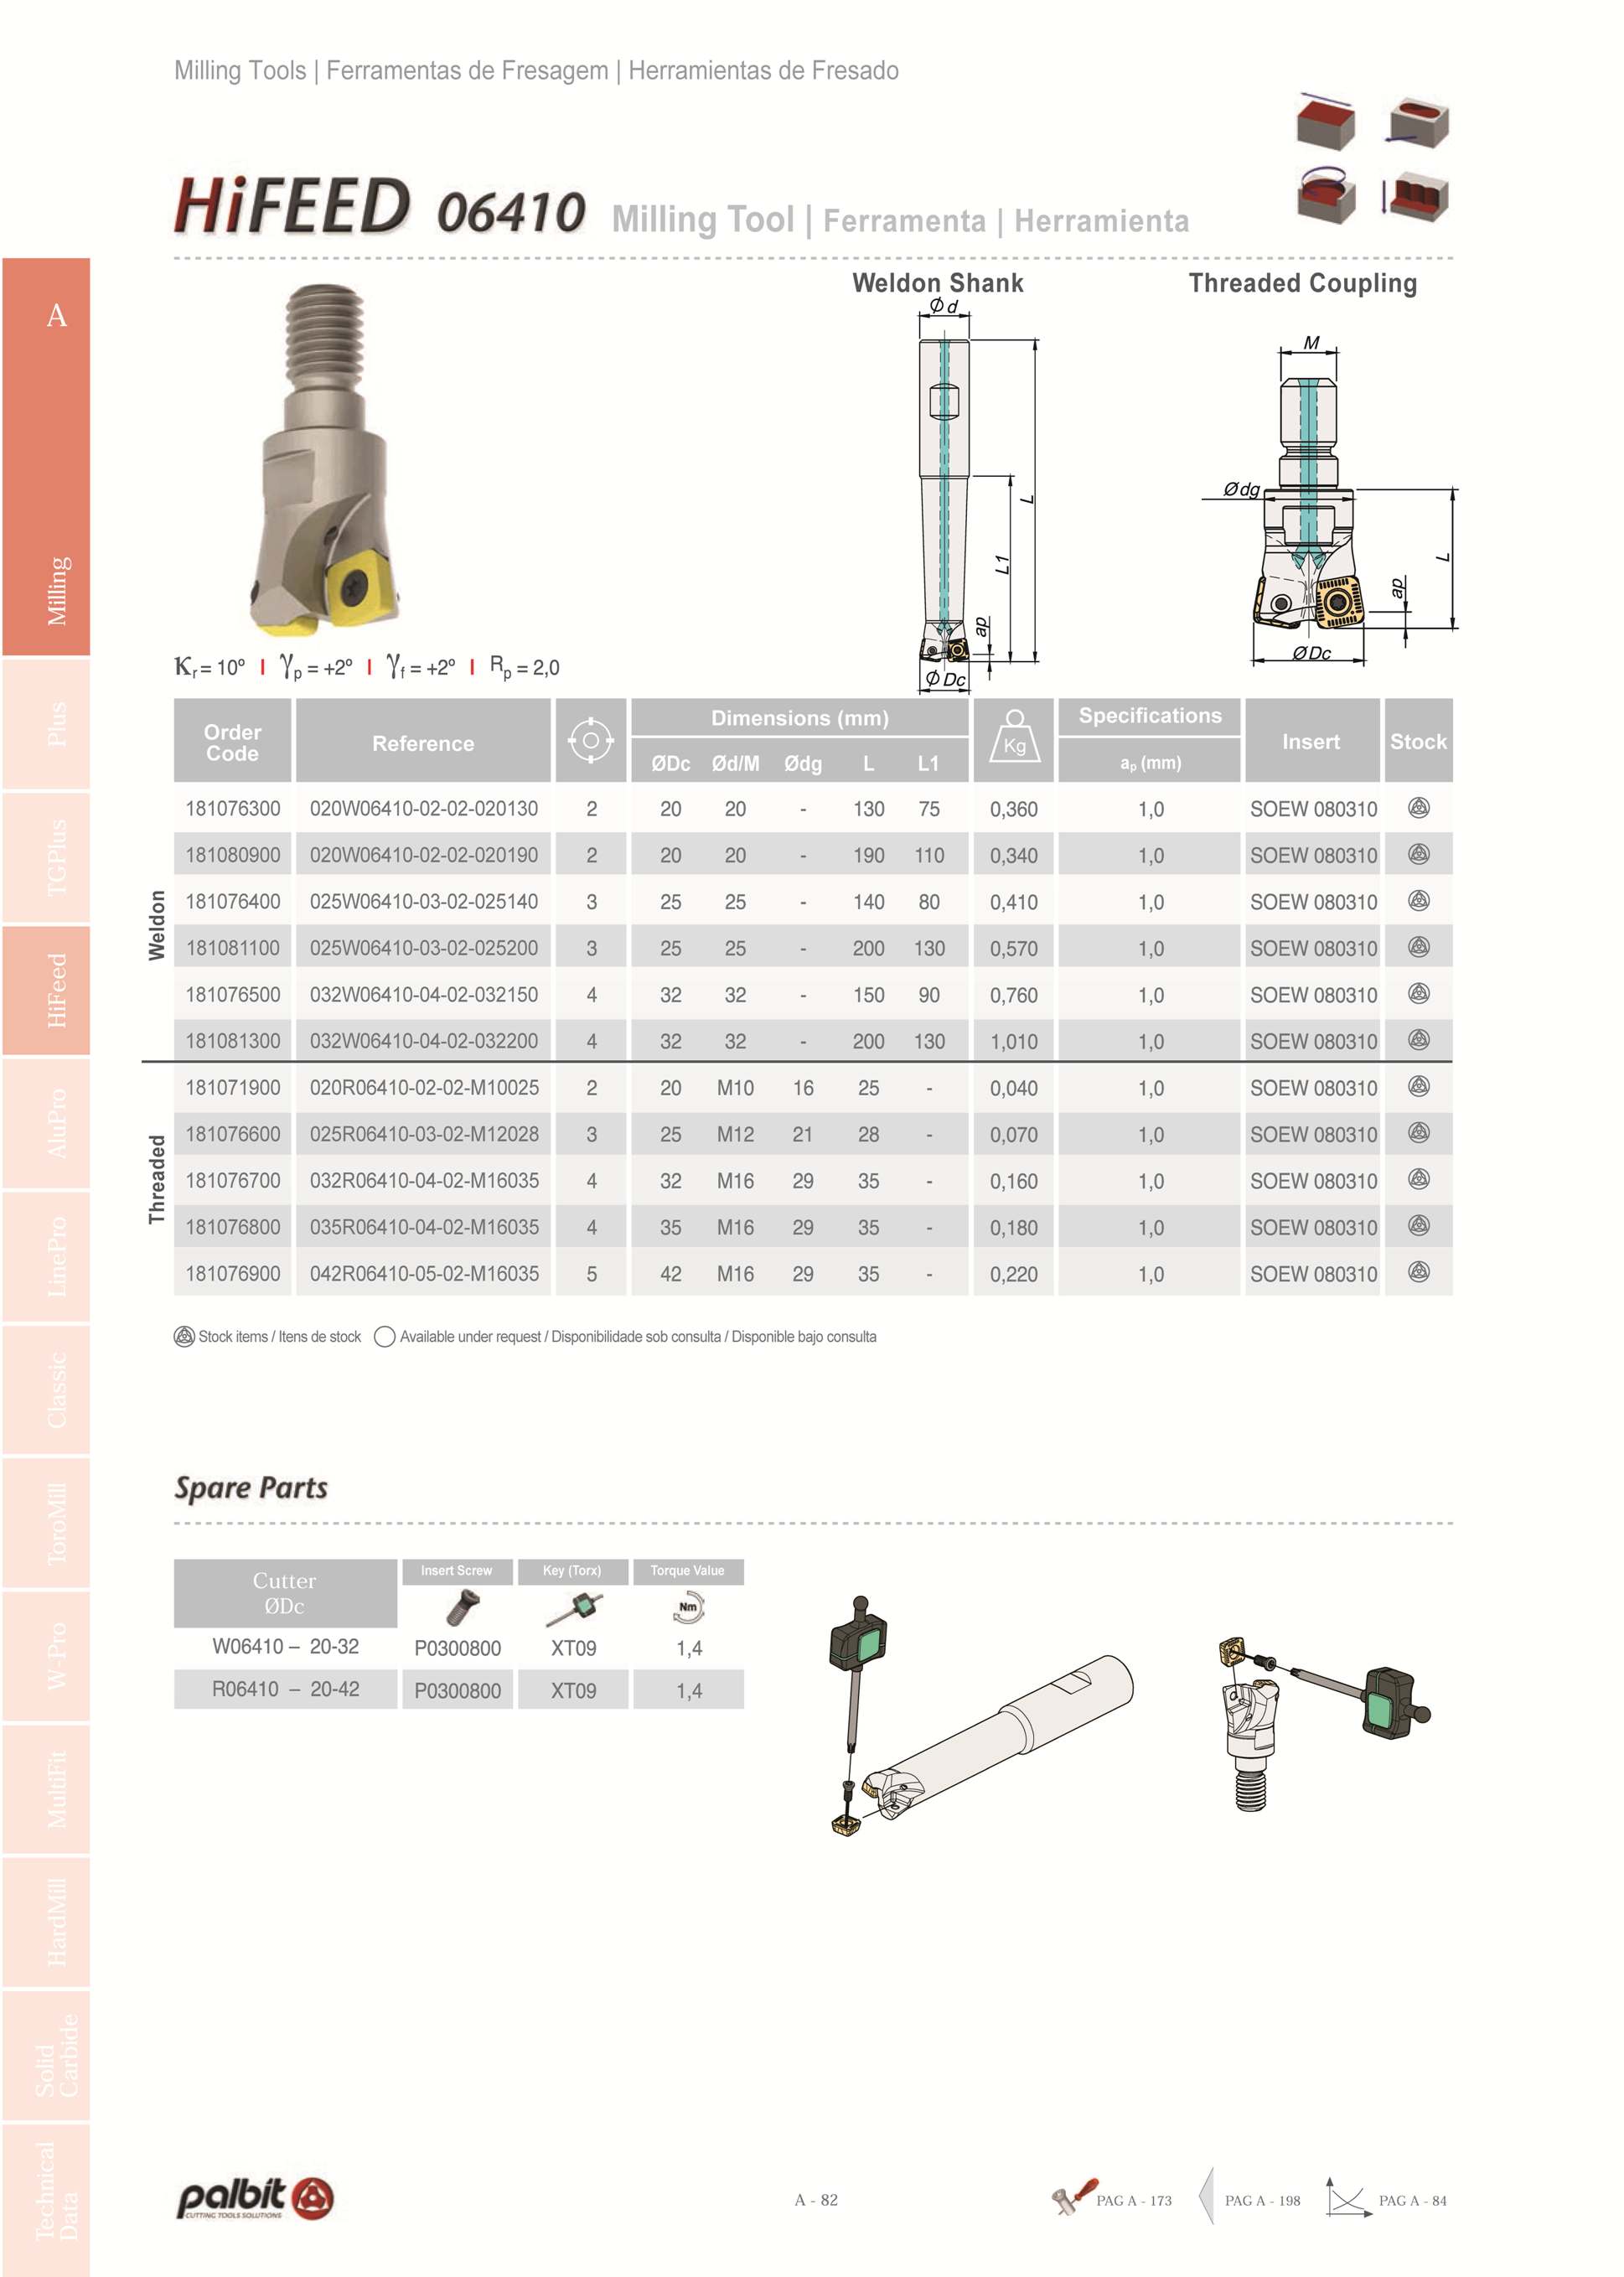 Milling Tools | Ferramentas de Fresagem | Herramientas de Fresado
HiFEED 06410 Milling Tool | Ferramenta | Herramienta
A
Milling
Plus
TGPlus
HiFeed
AluPro
LinePro
Classic
ToroMill
W-Pro
MultiFit
HardMill
Solid
Carbide
Technical
Data
Weldon Shank
Ød
L
L1
ap
ØDc
Threaded Coupling
M
Ødg
L
ap
ØDc
Kr = 10º | γp = +2º | γf = +2º | Rp = 2,0
Order Code Reference Dimensions (mm) Kg Specifications Insert Stock
ØDc Ød/M Ødg L L1 ap (mm)
Weldon
181076300 020W06410-02-02-020130 2 20 20 - 130 75 0,360 1,0 SOEW 080310
181080900 020W06410-02-02-020190 2 20 20 - 190 110 0,340 1,0 SOEW 080310
181076400 025W06410-03-02-025140 3 25 25 - 140 80 0,410 1,0 SOEW 080310
181081100 025W06410-03-02-025200 3 25 25 - 200 130 0,570 1,0 SOEW 080310
181076500 032W06410-04-02-032150 4 32 32 - 150 90 0,760 1,0 SOEW 080310
181081300 032W06410-04-02-032200 4 32 32 - 200 130 1,010 1,0 SOEW 080310
Threaded
181071900 020R06410-02-02-M10025 2 20 M10 16 25 - 0,040 1,0 SOEW 080310
181076600 025R06410-03-02-M12028 3 25 M12 21 28 - 0,070 1,0 SOEW 080310
181076700 032R06410-04-02-M16035 4 32 M16 29 35 - 0,160 1,0 SOEW 080310
181076800 035R06410-04-02-M16035 4 35 M16 29 35 - 0,180 1,0 SOEW 080310
181076900 042R06410-05-02-M16035 5 42 M16 29 35 - 0,220 1,0 SOEW 080310
Stock items / Itens de stock Available under request / Disponibilidade sob consulta / Disponible bajo consulta
Spare Parts
Cutter ØDc Insert Screw Key (Torx) Torque Value
Nm
W06410 – 20-32 P0300800 XT09 1,4
R06410 – 20-42 P0300800 XT09 1,4
palbit
CUTTING TOOLS SOLUTIONS
A - 82
PAG A - 173 PAG A - 198 PAG A - 84